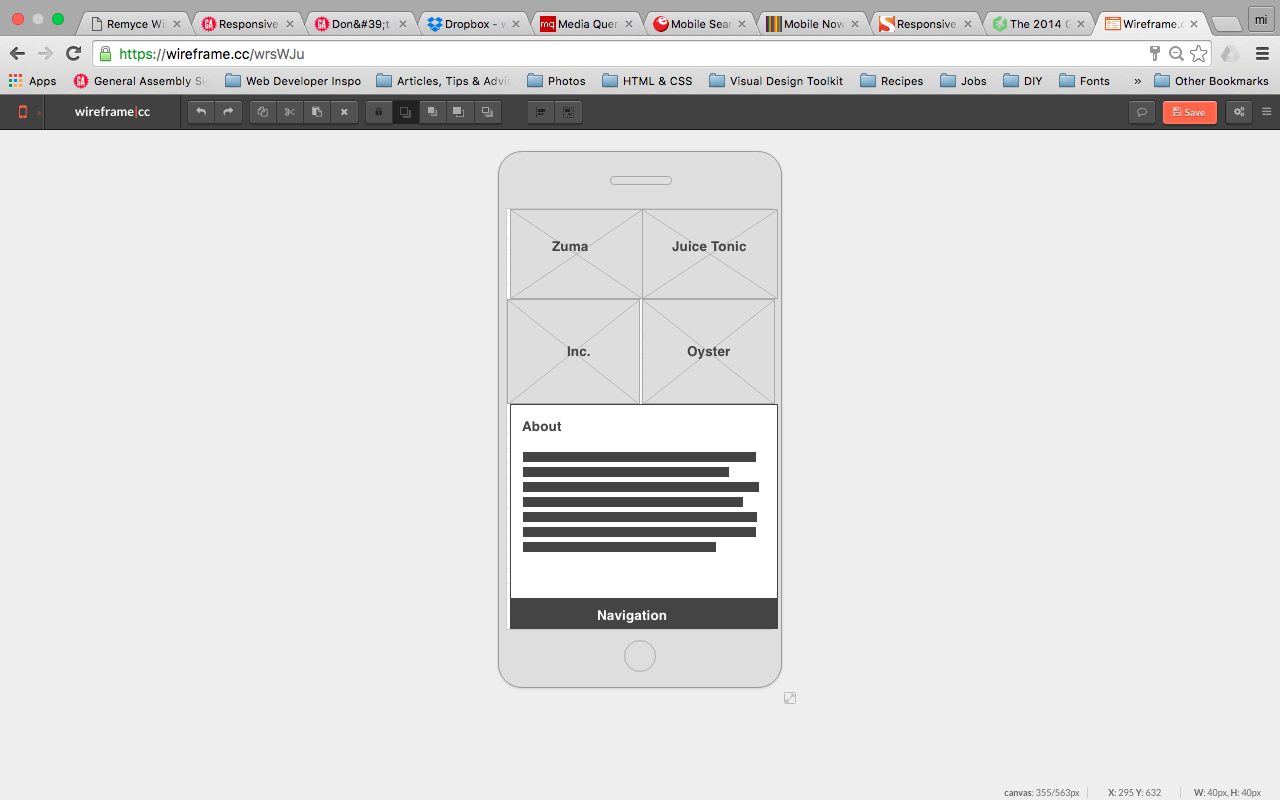 Remyce Wi
Responsive
Don&#39;t
Dropbox - v
Media Quer
Mobile Sear
Mobile Now
Responsive
The 2014 G
Wireframe.c
mi
https://wireframe.cc/wrsWJu
Apps
General Assembly Si
Web Developer Inspo
Articles, Tips & Advic
Photos
HTML & CSS
Visual Design Toolkit
Recipes
Jobs
DIY
Fonts
»
Other Bookmarks
wireframe|cc
Save
Zuma
Juice Tonic
Inc.
Oyster
About
Navigation
canvas: 355/563px
X: 295 Y: 632
W: 40px, H: 40px